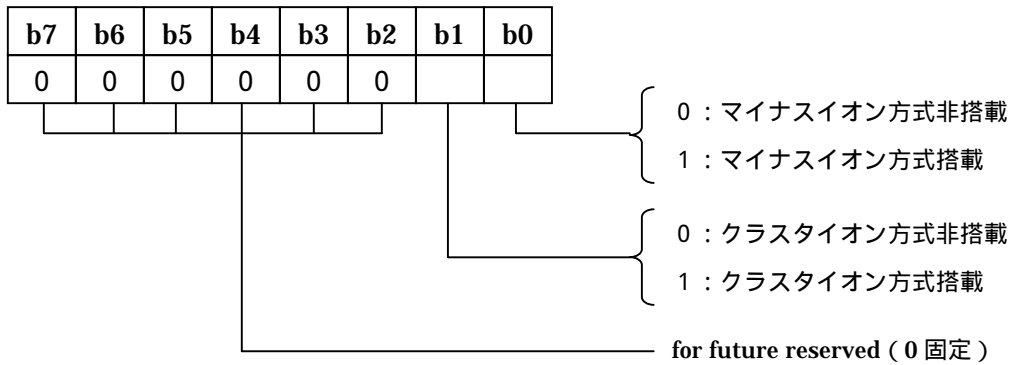 b7 b6 b5 b4 b3 b2 b1 b0
0 0 0 0 0 0
0 : マイナスイオン方式非搭載
1 : マイナスイオン方式搭載
0 : クラスタイオン方式非搭載
1 : クラスタイオン方式搭載
for future reserved ( 0 固定 )